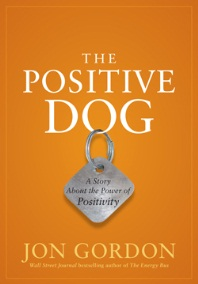 THE
POSITIVE
DOG
A Story
About the Power of
Positivity
JON GORDON
Wall Street Journal bestselling author of The Energy Bus